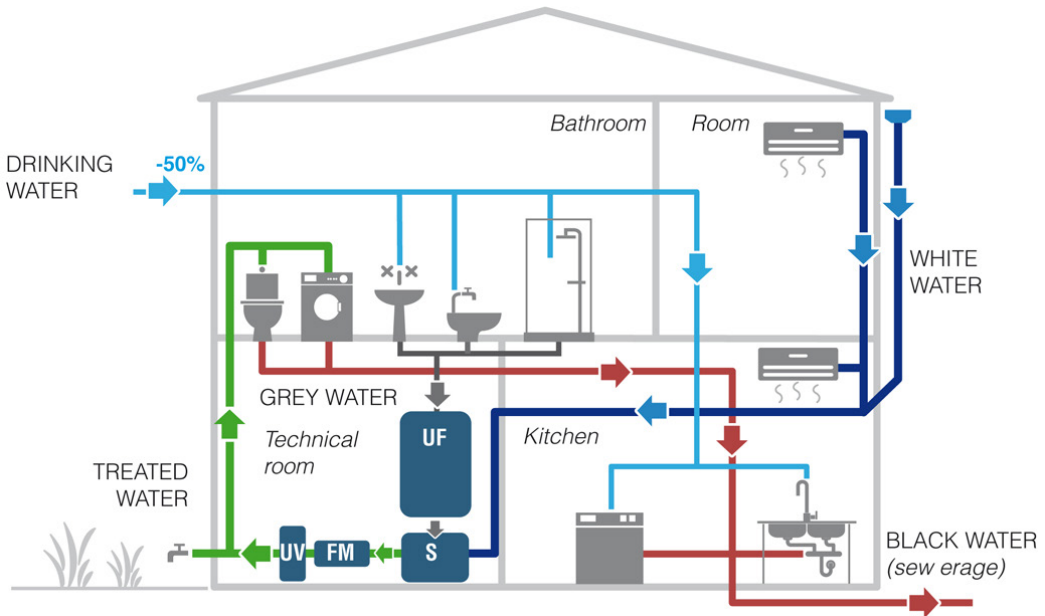 Bathroom
Room
DRINKING
WATER
-50%
WHITE
WATER
GREY WATER
Technical
room
UF
Kitchen
TREATED
WATER
UV
FM
S
BLACK WATER
(sew erage)